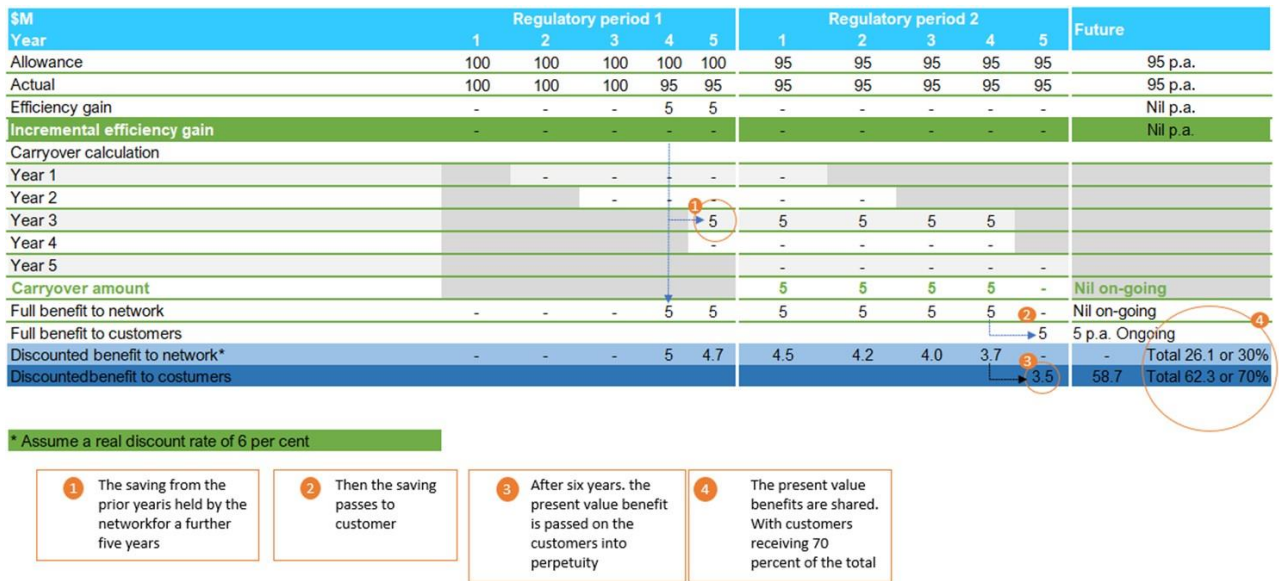 $M Regulatory period 1 Regulatory period 2 Future
Year 1 2 3 4 5 1 2 3 4 5
Allowance 100 100 100 100 100 95 95 95 95 95 95 p.a.
Actual 100 100 100 95 95 95 95 95 95 95 95 p.a.
Efficiency gain - - - 5 5 - - - - - Nil p.a.
Incremental efficiency gain - - - - - - - - - - Nil p.a.
Carryover calculation
Year 1 - - - - -
Year 2 - - - - -
Year 3 1 5 5 5 5 5
Year 4 - - - - -
Year 5 - - - - -
Carryover amount 5 5 5 5 - Nil on-going
Full benefit to network - - - 5 5 5 5 5 5 2 - Nil on-going
Full benefit to customers 5 5 p.a. Ongoing 4
Discounted benefit to network* - - - 5 4.7 4.5 4.2 4.0 3.7 - - Total 26.1 or 30%
Discountedbenefit to costumers 3 3.5 58.7 Total 62.3 or 70%
* Assume a real discount rate of 6 per cent
1 The saving from the
prior yearis held by the
networkfor a further
five years
2 Then the saving
passes to
customer
3 After six years. the
present value benefit
is passed on the
customers into
perpetuity
4 The present value
benefits are shared.
With customers
receiving 70
percent of the total